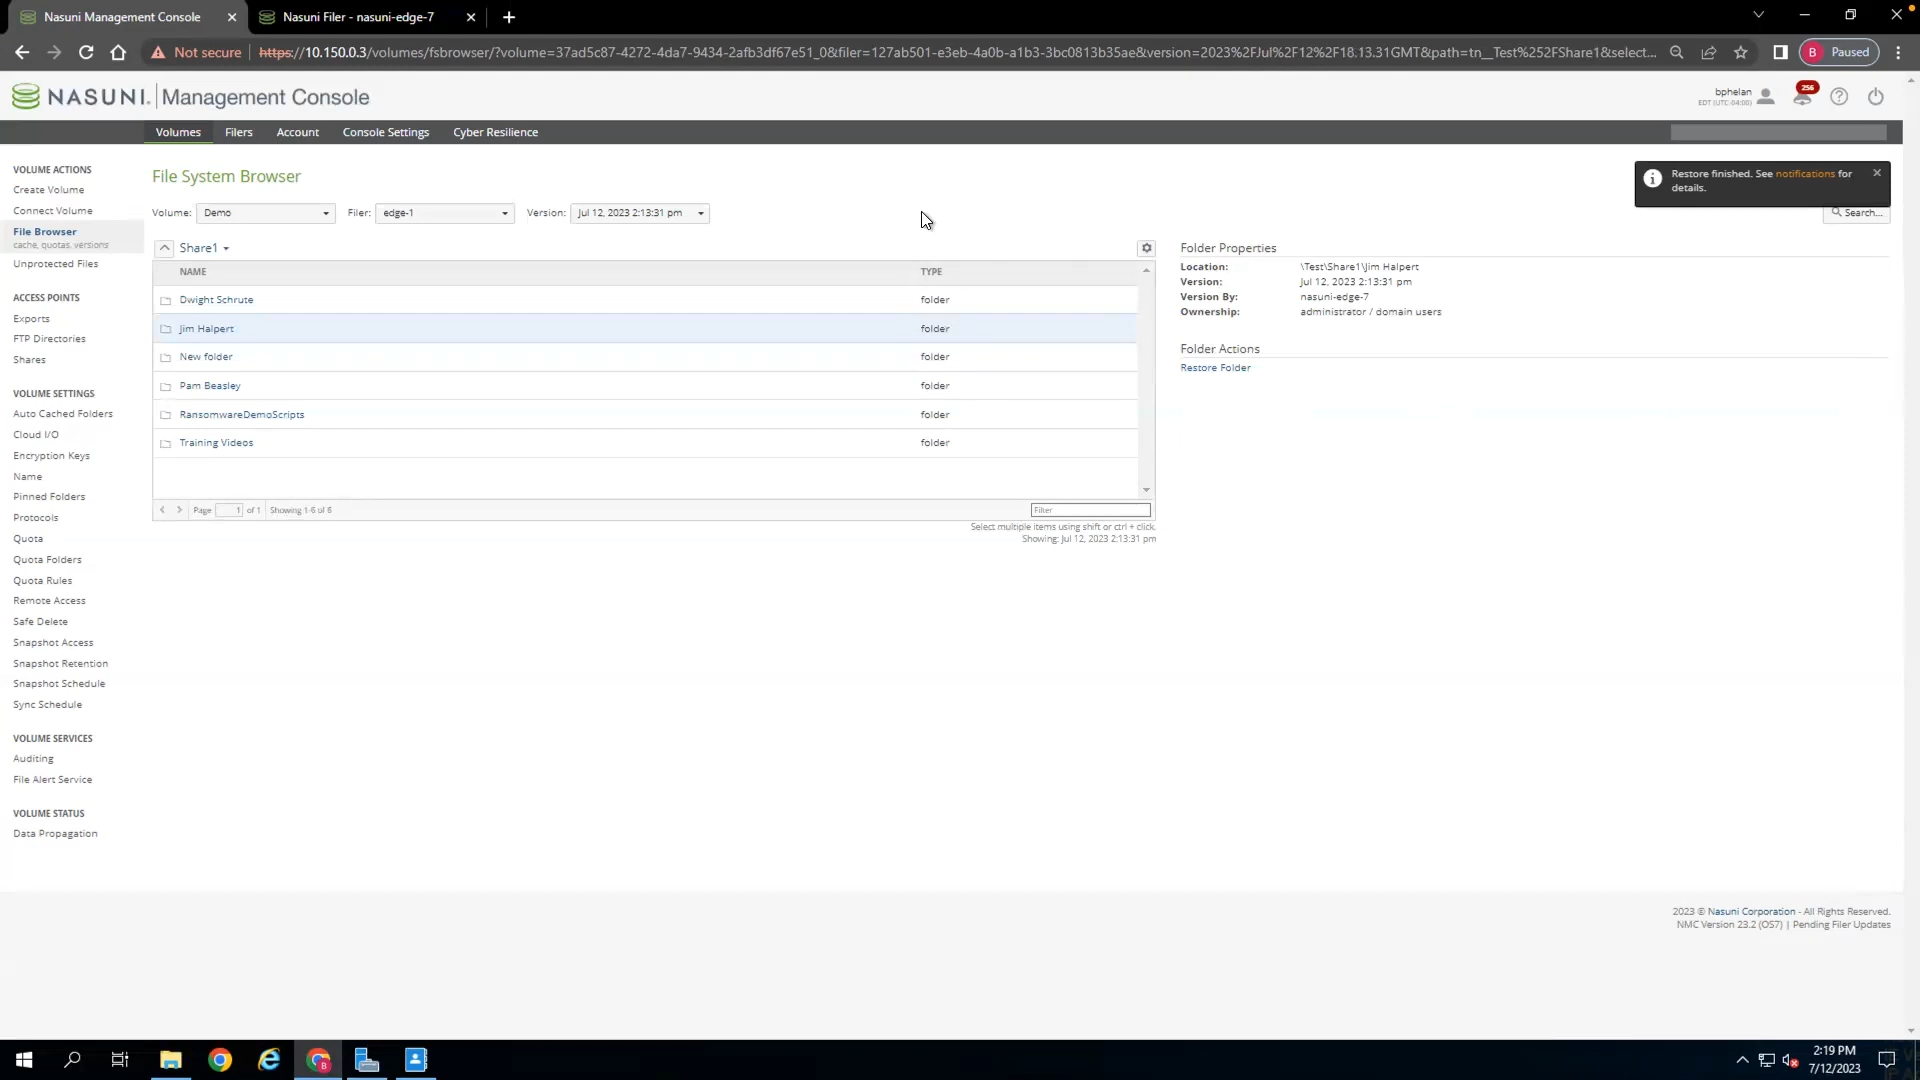 Nasuni Management Console
Nasuni Filer - nasuni-edge-7
Not secure
https://10.150.0.3/volumes/fsbrowser/?volume=37ad5c87-4272-4da7-9434-2afb3df67e51_0&filer=127ab501-e3eb-4a0b-a1b3-3bc0813b35ae&version=2023%2FJul%2F12%2F18.13.31GMT&path=tn__Test%252FShare1&select...
B Paused
NASUNI. Management Console
bphelan
EDT (UTC-04:00)
256
Volumes Filers Account Console Settings Cyber Resilience
VOLUME ACTIONS
Create Volume
Connect Volume
File Browser
cache, quotas, versions
Unprotected Files
ACCESS POINTS
Exports
FTP Directories
Shares
VOLUME SETTINGS
Auto Cached Folders
Cloud I/O
Encryption Keys
Name
Pinned Folders
Protocols
Quota
Quota Folders
Quota Rules
Remote Access
Safe Delete
Snapshot Access
Snapshot Retention
Snapshot Schedule
Sync Schedule
VOLUME SERVICES
Auditing
File Alert Service
VOLUME STATUS
Data Propagation
File System Browser
Restore finished. See notifications for
details.
Volume: Demo Filer: edge-1 Version: Jul 12, 2023 2:13:31 pm
Search...
Share1
NAME TYPE
Dwight Schrute folder
Jim Halpert folder
New folder folder
Pam Beasley folder
RansomwareDemoScripts folder
Training Videos folder
Page 1 of 1 Showing 1-6 of 6 Filter
Select multiple items using shift or ctrl + click.
Showing: Jul 12, 2023 2:13:31 pm
Folder Properties
Location: \Test\Share1\Jim Halpert
Version: Jul 12, 2023 2:13:31 pm
Version By: nasuni-edge-7
Ownership: administrator / domain users
Folder Actions
Restore Folder
2023 © Nasuni Corporation - All Rights Reserved.
NMC Version 23.2 (OS7) | Pending Filer Updates
2:19 PM
7/12/2023